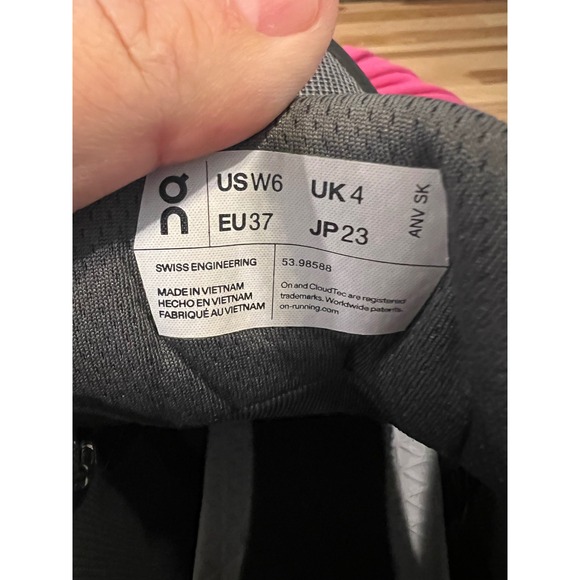 On
US W6 UK 4
EU 37 JP 23
ANV SK
SWISS ENGINEERING
MADE IN VIETNAM
HECHO EN VIETNAM
FABRIQUÉ AU VIETNAM
53.98588
On and CloudTec are registered
trademarks. Worldwide patents.
on-running.com